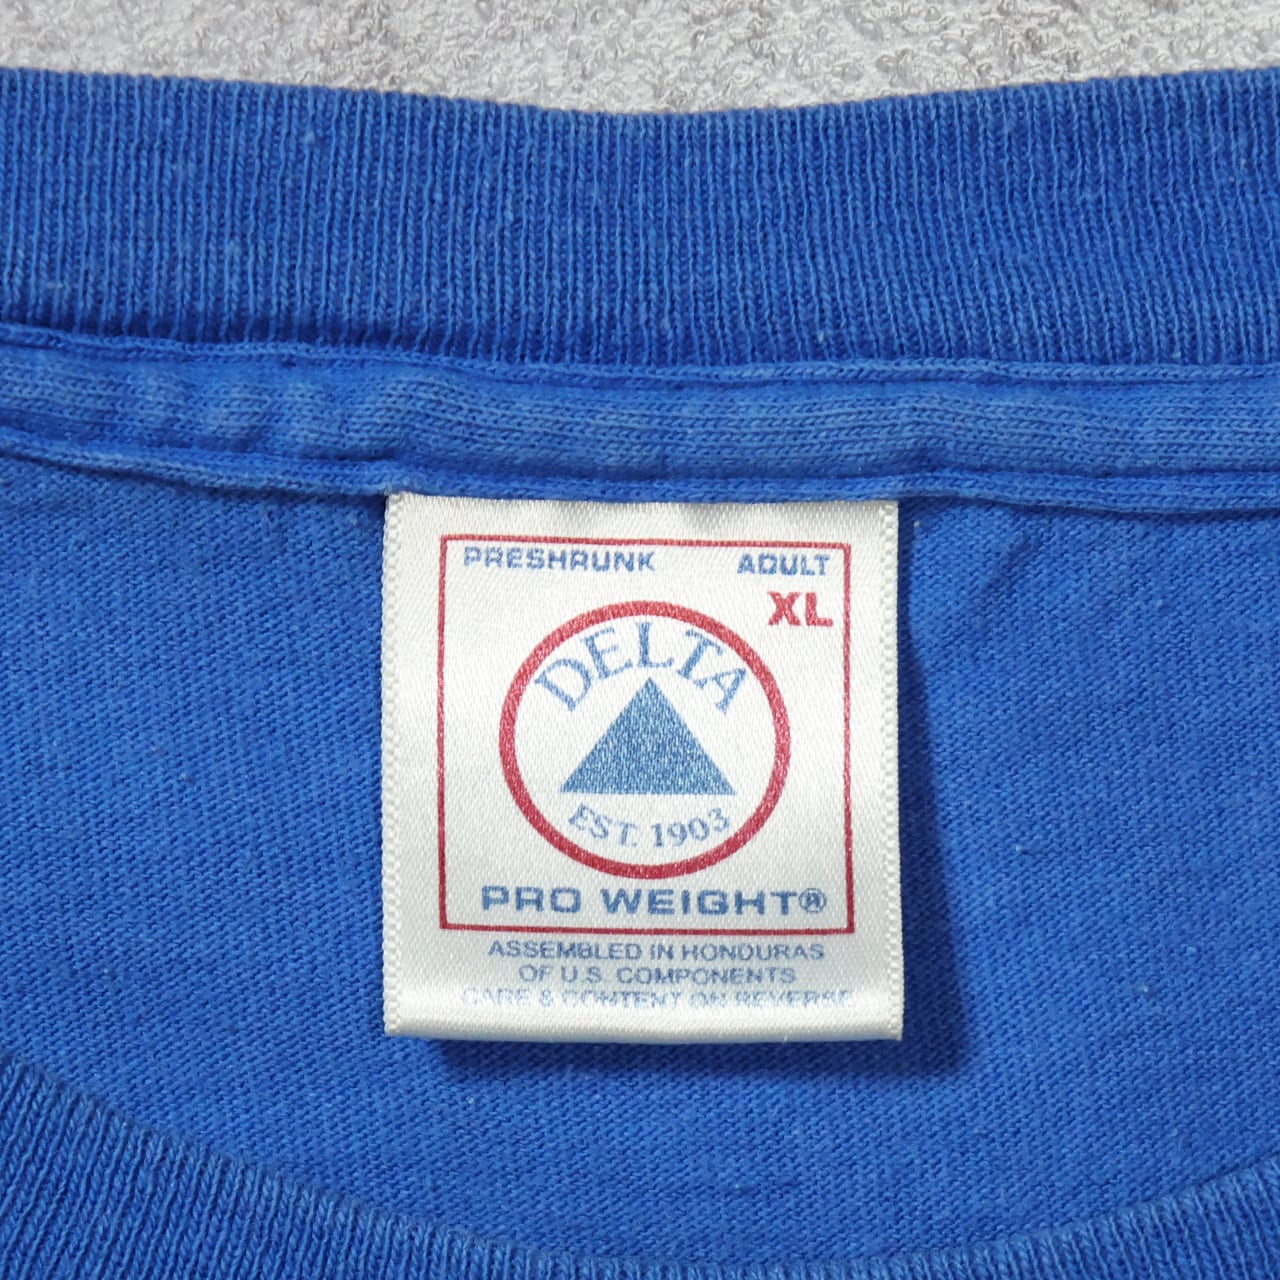 PRESHRUNK ADULT
XL
DELTA
EST. 1903
PRO WEIGHT®
ASSEMBLED IN HONDURAS
OF U.S. COMPONENTS
CARE & CONTENT ON REVERSE